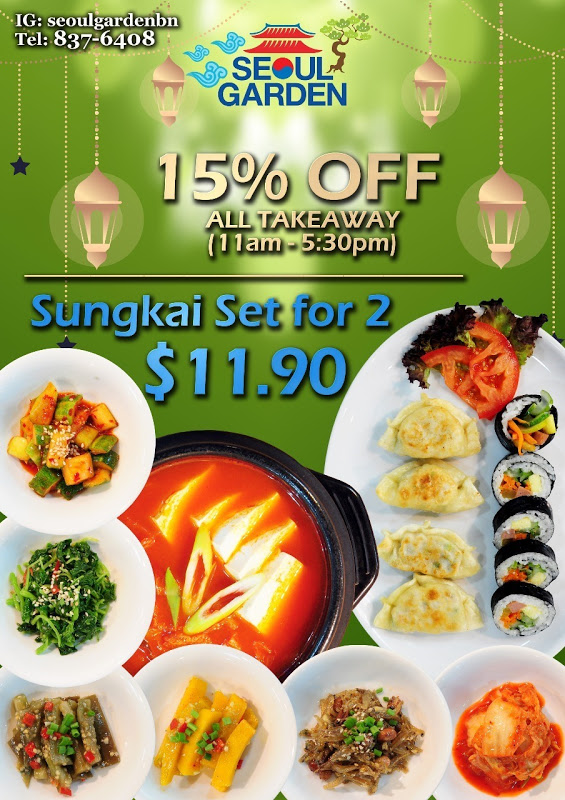 IG: seoulgardenbn
Tel: 837-6408
SEOUL
GARDEN
15% OFF
ALL TAKEAWAY
(11am - 5:30pm)
Sungkai Set for 2
$11.90